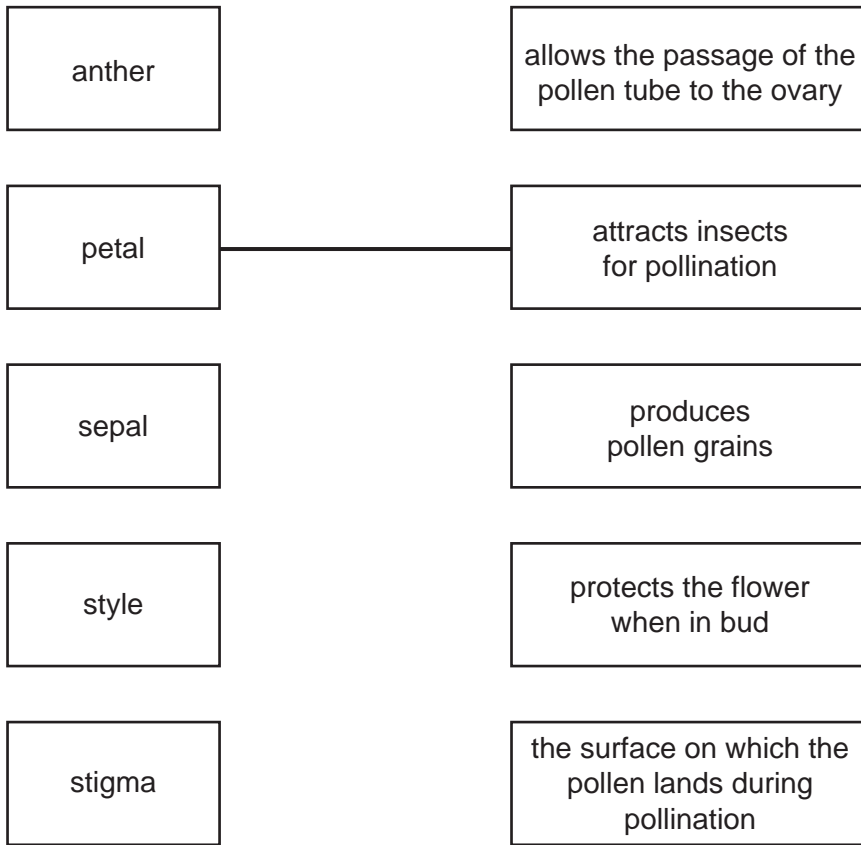 anther
allows the passage of the
pollen tube to the ovary
petal
attracts insects
for pollination
sepal
produces
pollen grains
style
protects the flower
when in bud
stigma
the surface on which the
pollen lands during
pollination